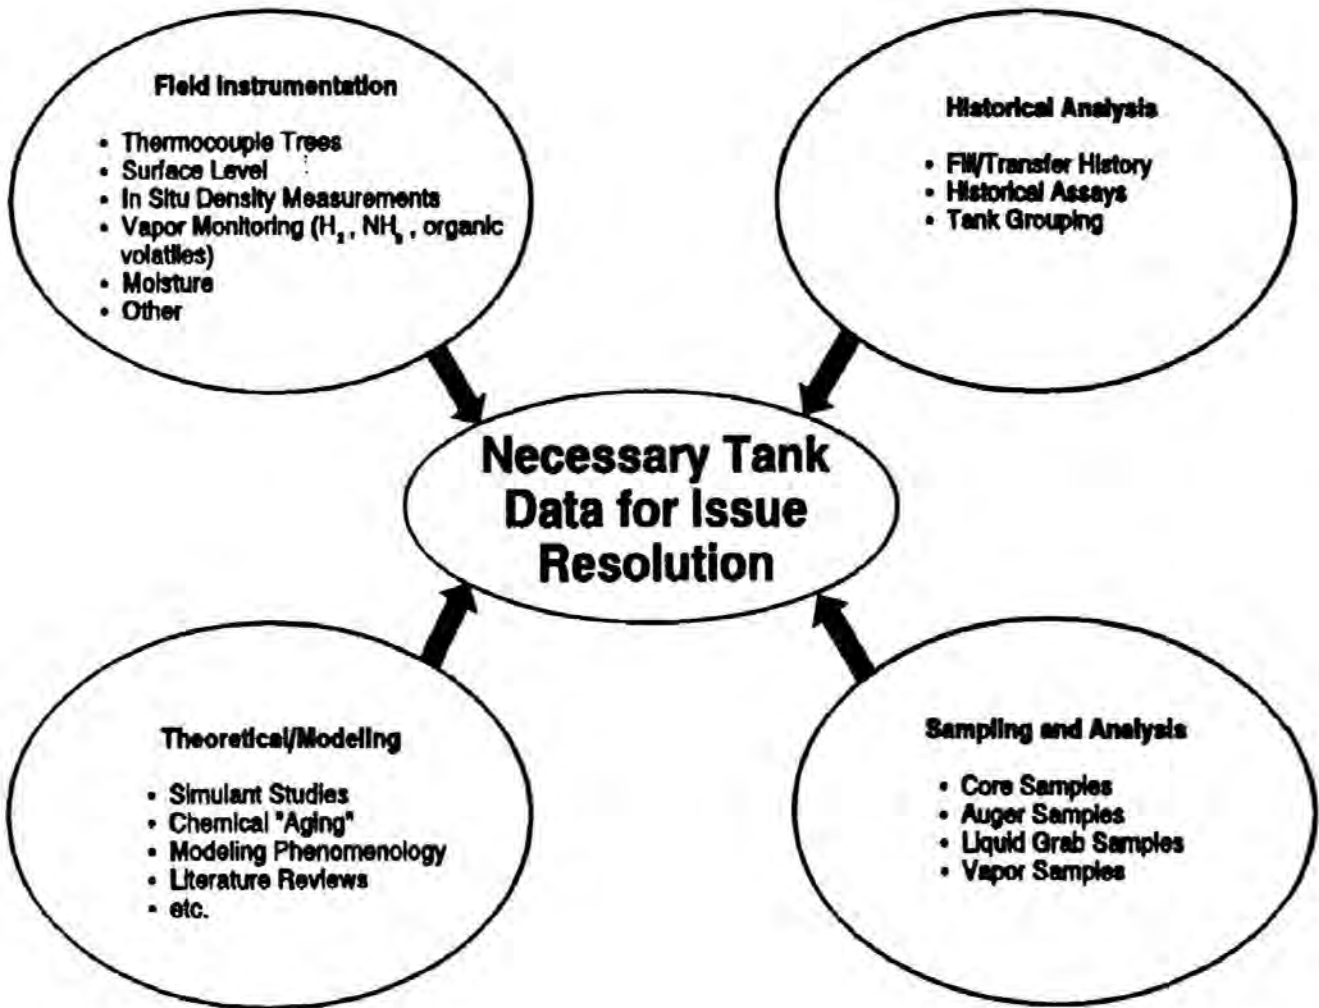 Field Instrumentation
• Thermocouple Trees
• Surface Level
• In Situ Density Measurements
• Vapor Monitoring (H₂, NH₃, organic
volatiles)
• Moisture
• Other
Historical Analysis
• Fill/Transfer History
• Historical Assays
• Tank Grouping
Necessary Tank
Data for Issue
Resolution
Theoretical/Modeling
• Simulant Studies
• Chemical "Aging"
• Modeling Phenomenology
• Literature Reviews
• etc.
Sampling and Analysis
• Core Samples
• Auger Samples
• Liquid Grab Samples
• Vapor Samples